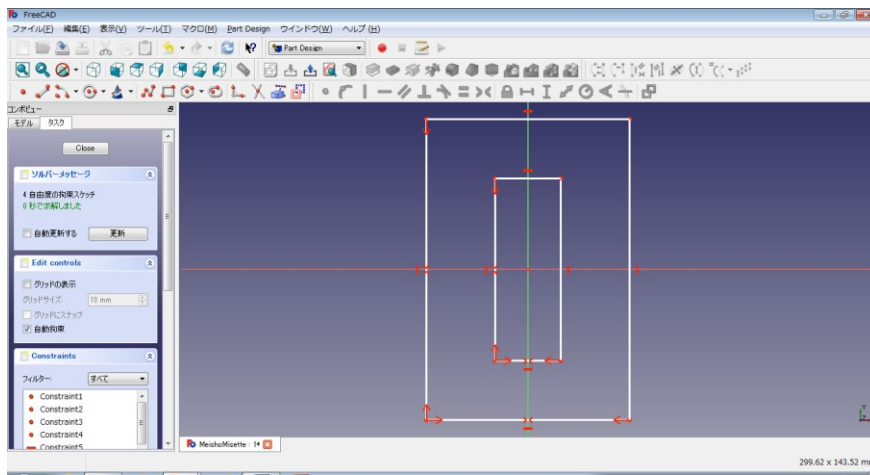 FreeCAD
ファイル(F) 編集(E) 表示(V) ツール(T) マクロ(M) Part Design ウインドウ(W) ヘルプ(H)
Part Design
コンボビュー
モデル タスク
Close
ソルバーメッセージ
4 自由度の拘束スケッチ
0 秒で求解しました
自動更新する 更新
Edit controls
グリッドの表示
グリッドサイズ: 10 mm
グリッドにスナップ
自動拘束
Constraints
フィルター: すべて
Constraint1
Constraint2
Constraint3
Constraint4
Constraint5
MeishoMisette : 1*
299.62 x 143.52 mm